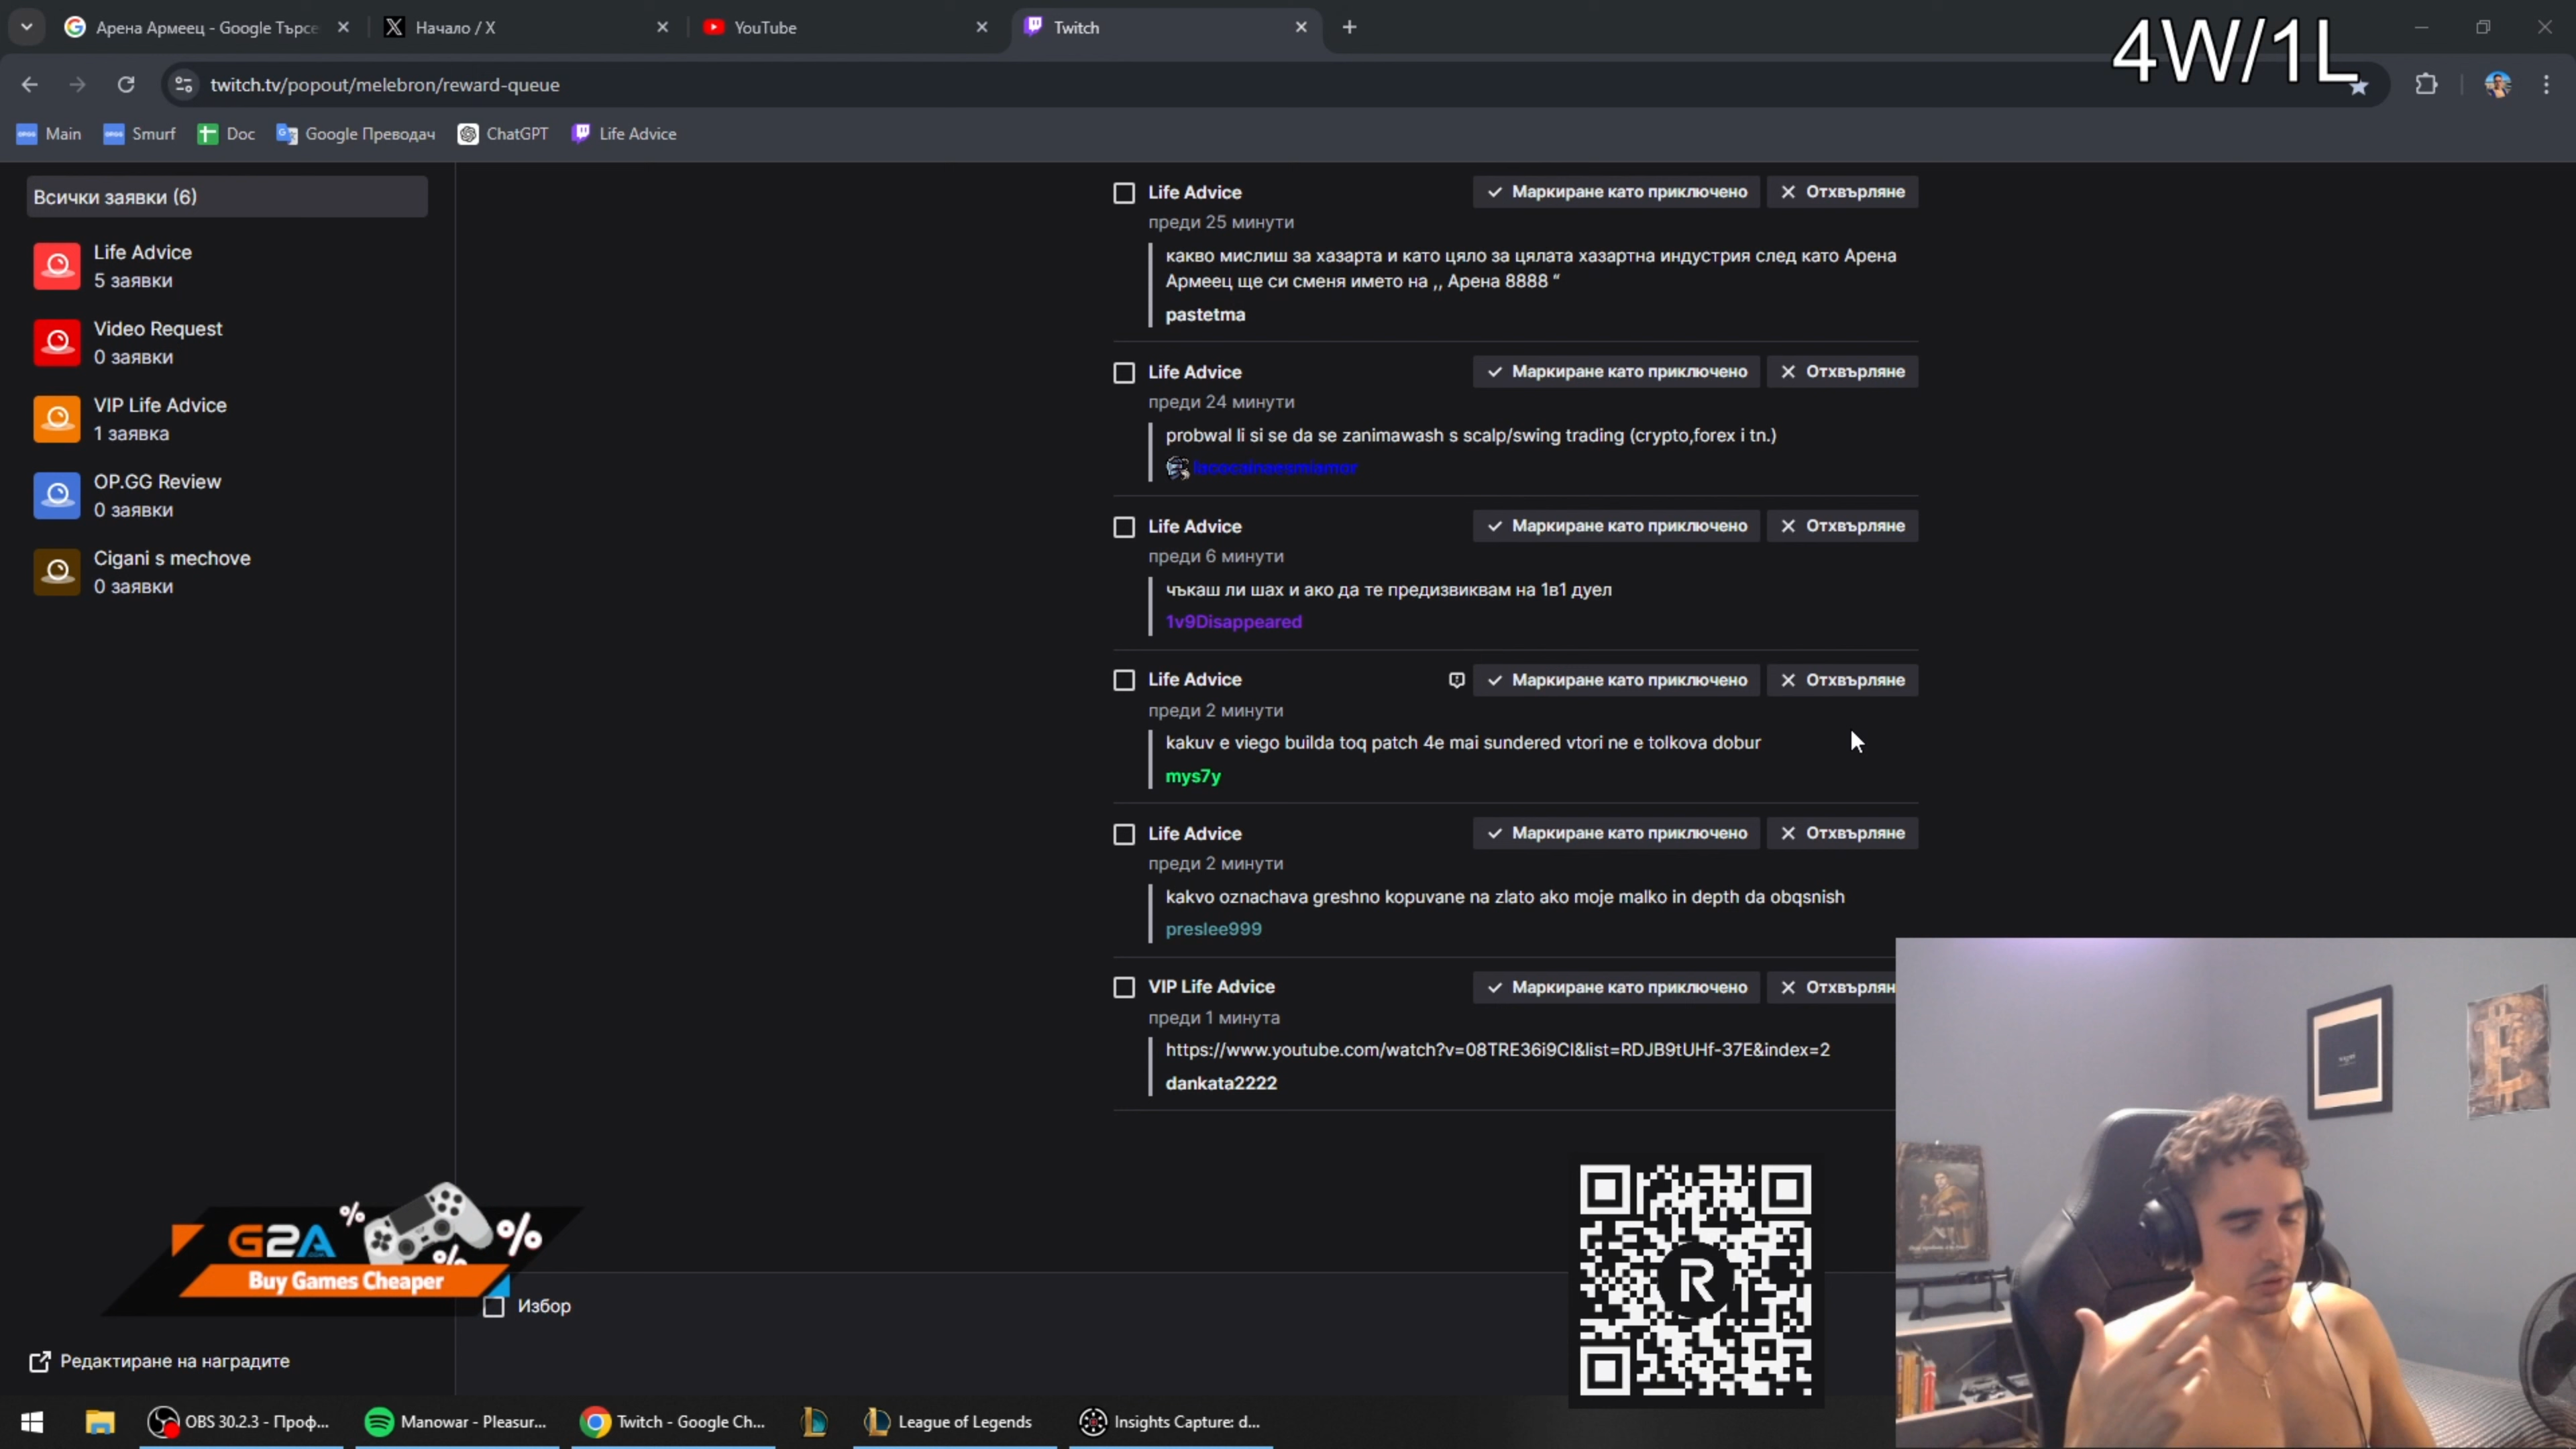 Арена Армеец - Google Търсе
Начало / X
YouTube
Twitch
4W/1L
twitch.tv/popout/melebron/reward-queue
Main
Smurf
Doc
Google Преводач
ChatGPT
Life Advice
Всички заявки (6)
Life Advice
5 заявки
Video Request
0 заявки
VIP Life Advice
1 заявка
OP.GG Review
0 заявки
Cigani s mechove
0 заявки
Life Advice
Маркиране като приключено
Отхвърляне
преди 25 минути
какво мислиш за хазарта и като цяло за цялата хазартна индустрия след като Арена
Армеец ще си сменя името на ,, Арена 8888 “
pastetma
Life Advice
Маркиране като приключено
Отхвърляне
преди 24 минути
probwal li si se da se zanimawash s scalp/swing trading (crypto,forex i tn.)
lacocainaesmiamor
Life Advice
Маркиране като приключено
Отхвърляне
преди 6 минути
чъкаш ли шах и ако да те предизвиквам на 1в1 дуел
1v9Disappeared
Life Advice
Маркиране като приключено
Отхвърляне
преди 2 минути
kakuv e viego builda toq patch 4e mai sundered vtori ne e tolkova dobur
mys7y
Life Advice
Маркиране като приключено
Отхвърляне
преди 2 минути
kakvo oznachava greshno kopuvane na zlato ako moje malko in depth da obqsnish
preslee999
VIP Life Advice
Маркиране като приключено
Отхвърлян
преди 1 минута
https://www.youtube.com/watch?v=08TRE36i9CI&list=RDJB9tUHf-37E&index=2
dankata2222
G2A
Buy Games Cheaper
Избор
Редактиране на наградите
OBS 30.2.3 - Проф...
Manowar - Pleasur...
Twitch - Google Ch...
League of Legends
Insights Capture: d...